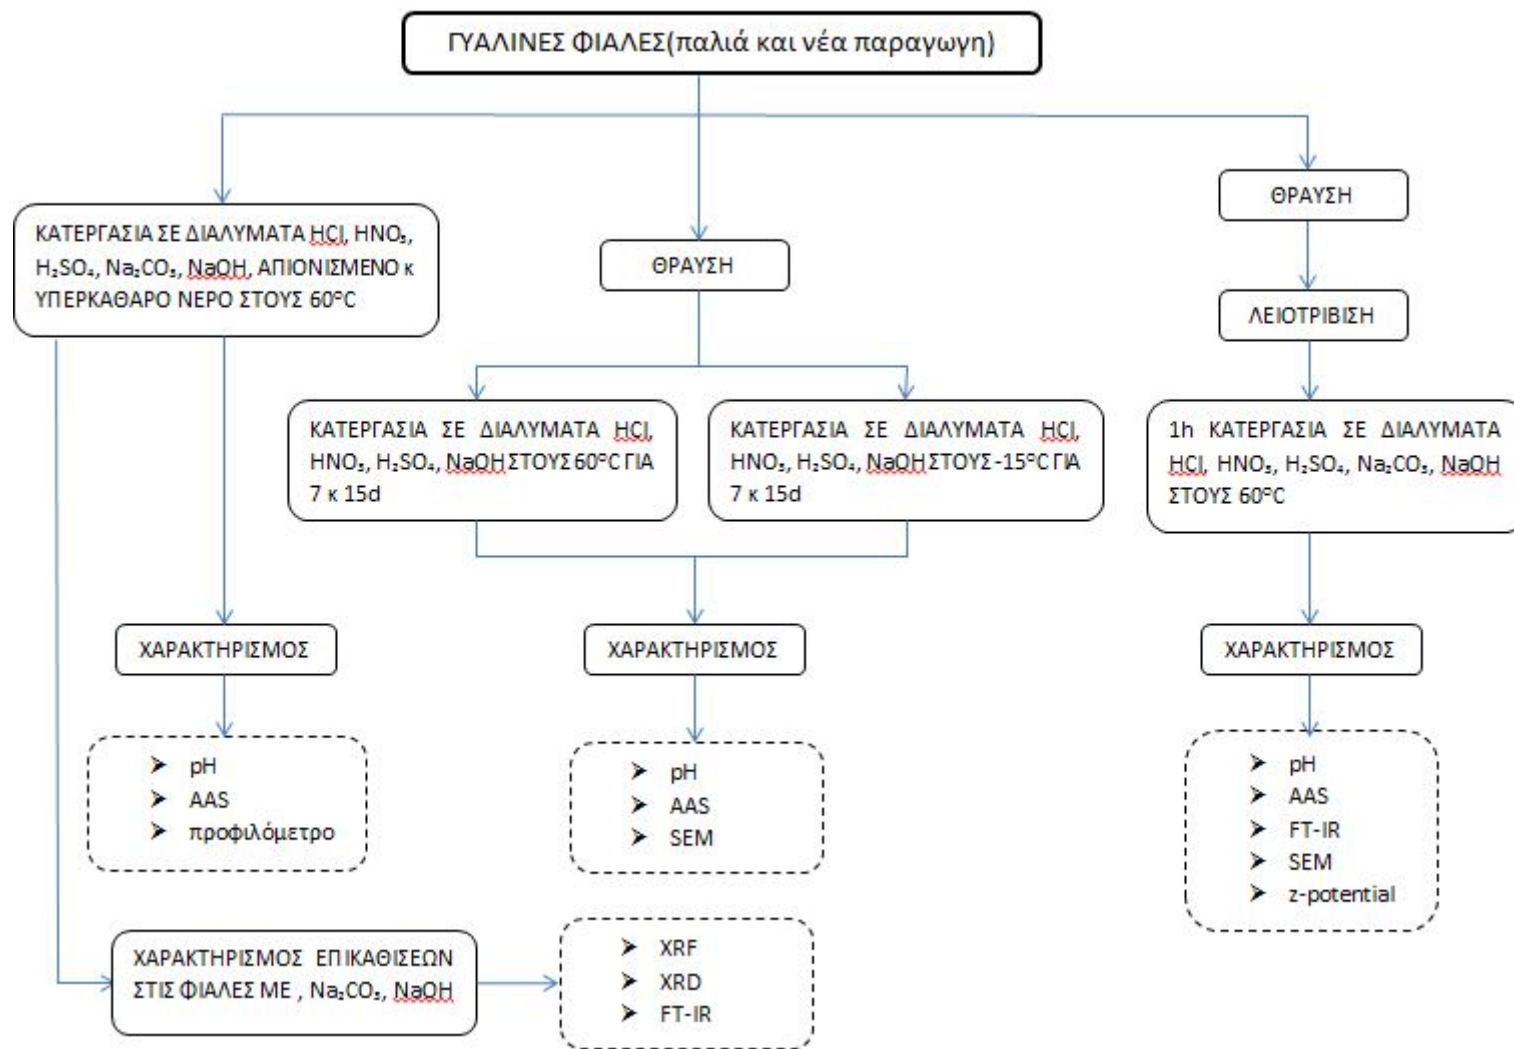 ΓΥΑΛΙΝΕΣ ΦΙΑΛΕΣ(παλιά και νέα παραγωγη)
ΚΑΤΕΡΓΑΣΙΑ ΣΕ ΔΙΑΛΥΜΑΤΑ HCl, HNO₃,
H₂SO₄, Na₂CO₃, NaOH, ΑΠΙΟΝΙΣΜΕΝΟ κ
ΥΠΕΡΚΑΘΑΡΟ ΝΕΡΟ ΣΤΟΥΣ 60°C
ΘΡΑΥΣΗ
ΘΡΑΥΣΗ
ΛΕΙΟΤΡΙΒΙΣΗ
ΚΑΤΕΡΓΑΣΙΑ ΣΕ ΔΙΑΛΥΜΑΤΑ HCl,
HNO₃, H₂SO₄, NaOH ΣΤΟΥΣ 60°C ΓΙΑ
7 κ 15d
ΚΑΤΕΡΓΑΣΙΑ ΣΕ ΔΙΑΛΥΜΑΤΑ HCl,
HNO₃, H₂SO₄, NaOH ΣΤΟΥΣ -15°C ΓΙΑ
7 κ 15d
1h ΚΑΤΕΡΓΑΣΙΑ ΣΕ ΔΙΑΛΥΜΑΤΑ
HCl, HNO₃, H₂SO₄, Na₂CO₃, NaOH
ΣΤΟΥΣ 60°C
ΧΑΡΑΚΤΗΡΙΣΜΟΣ
ΧΑΡΑΚΤΗΡΙΣΜΟΣ
ΧΑΡΑΚΤΗΡΙΣΜΟΣ
➤ pH
➤ AAS
➤ προφιλόμετρο
➤ pH
➤ AAS
➤ SEM
➤ pH
➤ AAS
➤ FT-IR
➤ SEM
➤ z-potential
ΧΑΡΑΚΤΗΡΙΣΜΟΣ ΕΠΙΚΑΘΙΣΕΩΝ
ΣΤΙΣ ΦΙΑΛΕΣ ΜΕ , Na₂CO₃, NaOH
➤ XRF
➤ XRD
➤ FT-IR